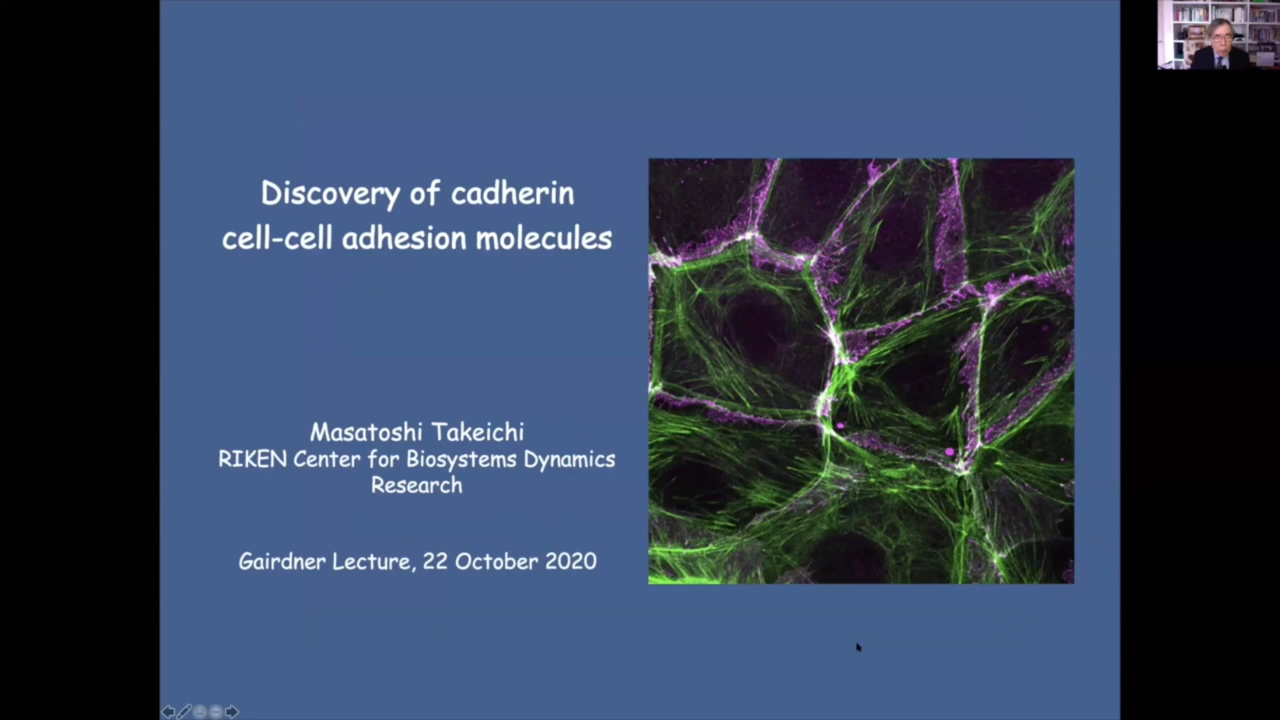 Discovery of cadherin
cell-cell adhesion molecules
Masatoshi Takeichi
RIKEN Center for Biosystems Dynamics
Research
Gairdner Lecture, 22 October 2020